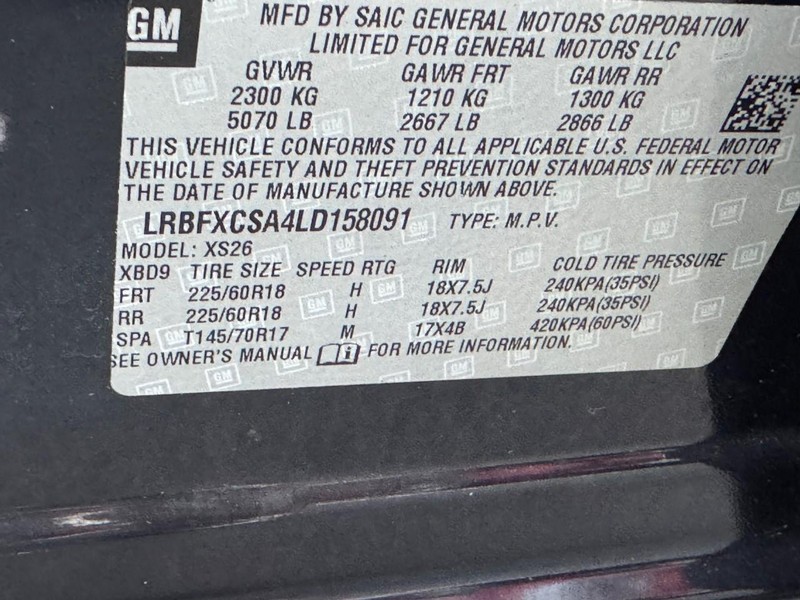 GM
MFD BY SAIC GENERAL MOTORS CORPORATION
LIMITED FOR GENERAL MOTORS LLC
GVWR GAWR FRT GAWR RR
2300 KG 1210 KG 1300 KG
5070 LB 2667 LB 2866 LB
THIS VEHICLE CONFORMS TO ALL APPLICABLE U.S. FEDERAL MOTOR
VEHICLE SAFETY AND THEFT PREVENTION STANDARDS IN EFFECT ON
THE DATE OF MANUFACTURE SHOWN ABOVE.
LRBFXCSA4LD158091 TYPE: M.P.V.
MODEL: XS26
XBD9 TIRE SIZE SPEED RTG RIM COLD TIRE PRESSURE
FRT 225/60R18 H 18X7.5J 240KPA(35PSI)
RR 225/60R18 H 18X7.5J 240KPA(35PSI)
SPA T145/70R17 M 17X4B 420KPA(60PSI)
SEE OWNER'S MANUAL FOR MORE INFORMATION.